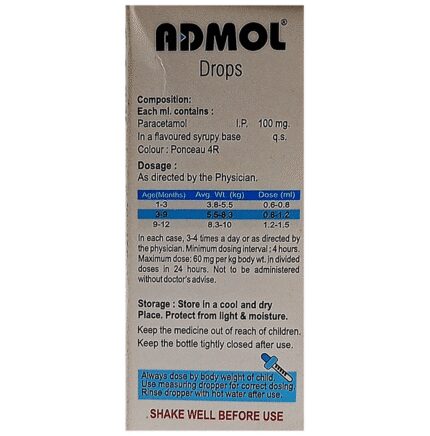 ADMOL®
Drops
Composition:
Each ml. contains :
Paracetamol I.P. 100 mg.
In a flavoured syrupy base q.s.
Colour : Ponceau 4R
Dosage :
As directed by the Physician.
Age(Months) Avg. Wt. (kg) Dose (ml)
1-3 3.8-5.5 0.6-0.8
3-9 5.5-8.3 0.8-1.2
9-12 8.3-10 1.2-1.5
In each case, 3-4 times a day or as directed by
the physician. Minimum dosing interval : 4 hours.
Maximum dose: 60 mg per kg body wt. in divided
doses in 24 hours. Not to be administered
without doctor's advise.
Storage : Store in a cool and dry
Place. Protect from light & moisture.
Keep the medicine out of reach of children.
Keep the bottle tightly closed after use.
Always dose by body weight of child.
Use measuring dropper for correct dosing.
Rinse dropper with hot water after use.
SHAKE WELL BEFORE USE